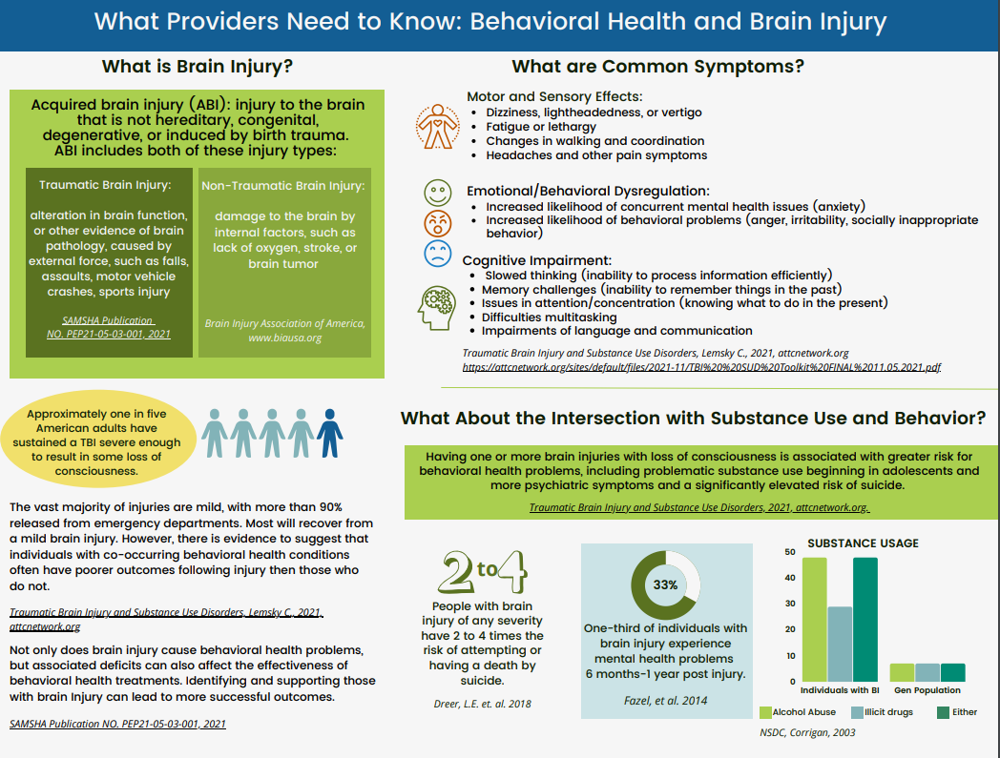 What Providers Need to Know: Behavioral Health and Brain Injury
What is Brain Injury?
Acquired brain injury (ABI): injury to the brain
that is not hereditary, congenital,
degenerative, or induced by birth trauma.
ABI includes both of these injury types:
Traumatic Brain Injury:
alteration in brain function,
or other evidence of brain
pathology, caused by
external force, such as falls,
assaults, motor vehicle
crashes, sports injury
SAMSHA Publication
NO. PEP21-05-03-001, 2021
Non-Traumatic Brain Injury:
damage to the brain by
internal factors, such as
lack of oxygen, stroke, or
brain tumor
Brain Injury Association of America,
www.biausa.org
Approximately one in five
American adults have
sustained a TBI severe enough
to result in some loss of
consciousness.
The vast majority of injuries are mild, with more than 90%
released from emergency departments. Most will recover from
a mild brain injury. However, there is evidence to suggest that
individuals with co-occurring behavioral health conditions
often have poorer outcomes following injury then those who
do not.
Traumatic Brain Injury and Substance Use Disorders, Lemsky C., 2021,
attcnetwork.org
Not only does brain injury cause behavioral health problems,
but associated deficits can also affect the effectiveness of
behavioral health treatments. Identifying and supporting those
with brain Injury can lead to more successful outcomes.
SAMSHA Publication NO. PEP21-05-03-001, 2021
What are Common Symptoms?
Motor and Sensory Effects:
• Dizziness, lightheadedness, or vertigo
• Fatigue or lethargy
• Changes in walking and coordination
• Headaches and other pain symptoms
Emotional/Behavioral Dysregulation:
• Increased likelihood of concurrent mental health issues (anxiety)
• Increased likelihood of behavioral problems (anger, irritability, socially inappropriate
behavior)
Cognitive Impairment:
• Slowed thinking (inability to process information efficiently)
• Memory challenges (inability to remember things in the past)
• Issues in attention/concentration (knowing what to do in the present)
• Difficulties multitasking
• Impairments of language and communication
Traumatic Brain Injury and Substance Use Disorders, Lemsky C., 2021, attcnetwork.org
https://attcnetwork.org/sites/default/files/2021-11/TBI%20%20SUD%20Toolkit%20FINAL%2011.05.2021.pdf
What About the Intersection with Substance Use and Behavior?
Having one or more brain injuries with loss of consciousness is associated with greater risk for
behavioral health problems, including problematic substance use beginning in adolescents and
more psychiatric symptoms and a significantly elevated risk of suicide.
Traumatic Brain Injury and Substance Use Disorders, 2021, attcnetwork.org.
2 to 4
People with brain
injury of any severity
have 2 to 4 times the
risk of attempting or
having a death by
suicide.
Dreer, L.E. et. al. 2018
33%
One-third of individuals with
brain injury experience
mental health problems
6 months-1 year post injury.
Fazel, et al. 2014
SUBSTANCE USAGE
50
40
30
20
10
0
Individuals with BI
Gen Population
Alcohol Abuse
Illicit drugs
Either
NSDC, Corrigan, 2003